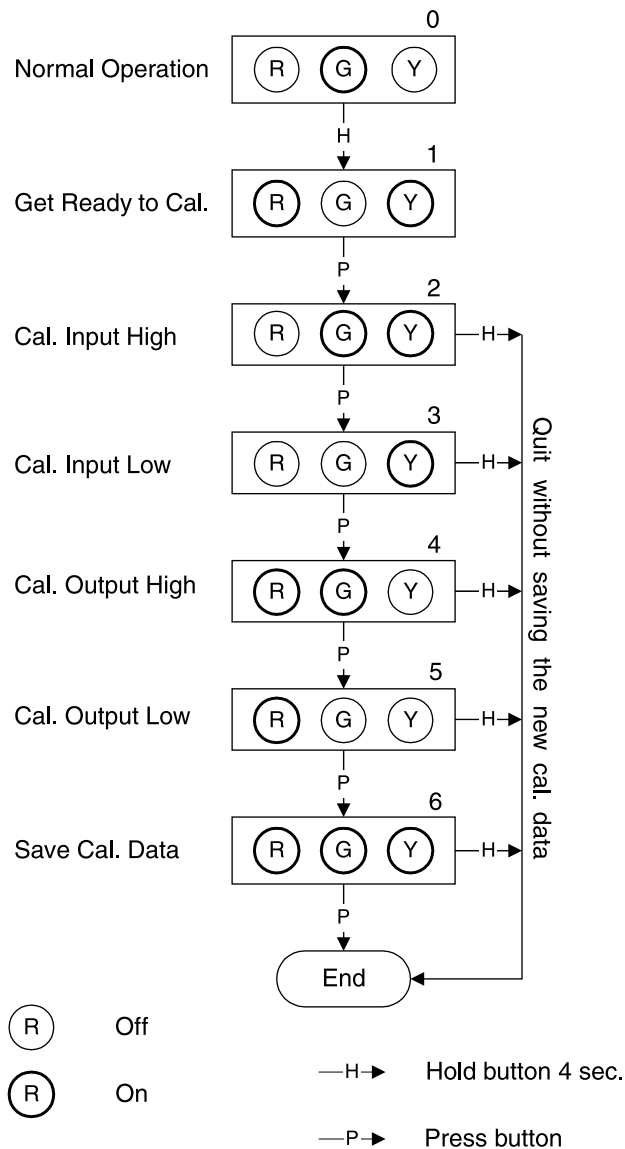 0
Normal Operation R G Y
H
1
Get Ready to Cal. R G Y
P
2
Cal. Input High R G Y H
P
3
Cal. Input Low R G Y H
P
4
Cal. Output High R G Y H
P
5
Cal. Output Low R G Y H
P
6
Save Cal. Data R G Y H
P
Quit without saving the new cal. data
End
R Off
R On
H Hold button 4 sec.
P Press button